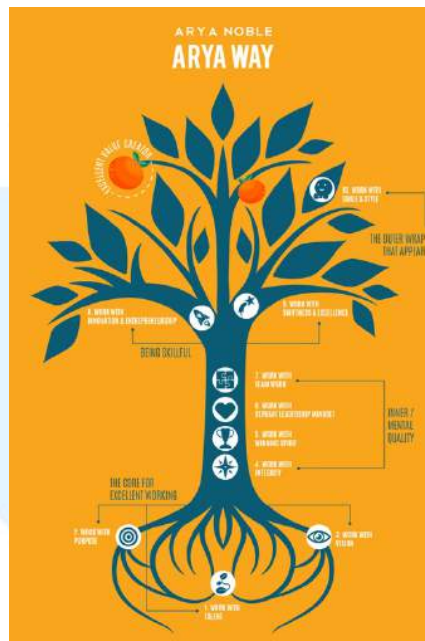 ARYA NOBLE
ARYA WAY
EXCELLENT VALUE CREATION
10. WORK WITH
SMILE & STYLE
THE OUTER WRAP
THAT APPEAR
8. WORK WITH
INNOVATION & ENTREPRENEURSHIP
9. WORK WITH
SWIFTNESS & EXCELLENCE
BEING SKILLFUL
7. WORK WITH
TEAM WORK
6. WORK WITH
SERVANT LEADERSHIP MINDSET
5. WORK WITH
WINNING SPIRIT
4. WORK WITH
INTEGRITY
INNER /
MENTAL
QUALITY
THE CORE FOR
EXCELLENT WORKING
2. WORK WITH
PURPOSE
3. WORK WITH
VISION
1. WORK WITH
TALENT